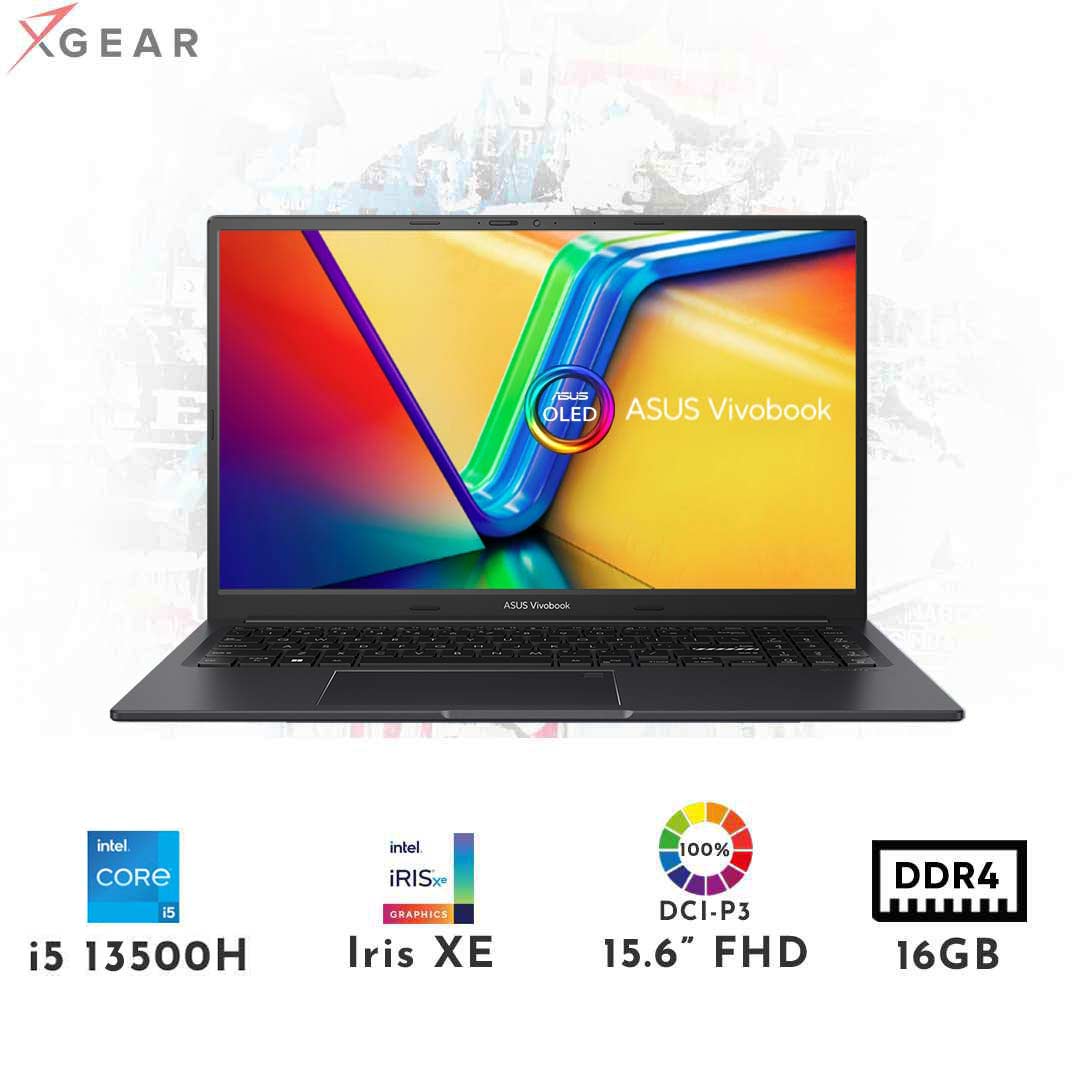 XGEAR
ASUS
OLED
ASUS Vivobook
ASUS Vivobook
intel.
CORE
i5
i5 13500H
intel.
iRISxe
GRAPHICS
Iris XE
100%
DCI-P3
15.6” FHD
DDR4
16GB